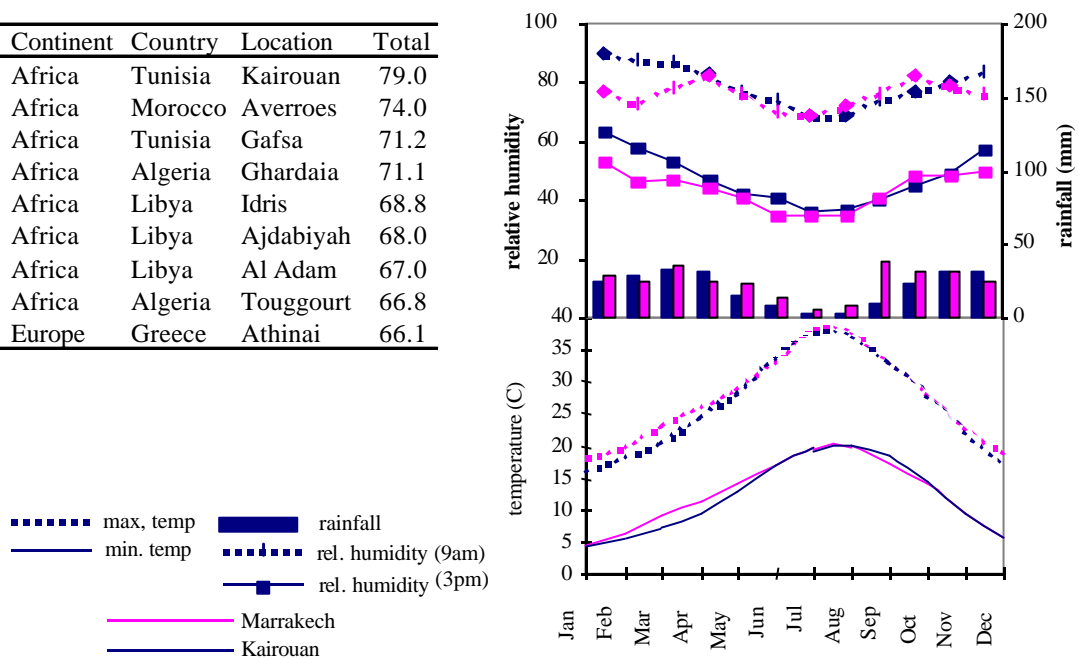 Continent Country Location Total
Africa Tunisia Kairouan 79.0
Africa Morocco Averroes 74.0
Africa Tunisia Gafsa 71.2
Africa Algeria Ghardaia 71.1
Africa Libya Idris 68.8
Africa Libya Ajdabiyah 68.0
Africa Libya Al Adam 67.0
Africa Algeria Touggourt 66.8
Europe Greece Athinai 66.1
max, temp
min. temp
rainfall
rel. humidity (9am)
rel. humidity (3pm)
Marrakech
Kairouan
relative humidity
100
80
60
40
20
40
rainfall (mm)
200
150
100
50
0
temperature (C)
35
30
25
20
15
10
5
0
Jan Feb Mar Apr May Jun Jul Aug Sep Oct Nov Dec